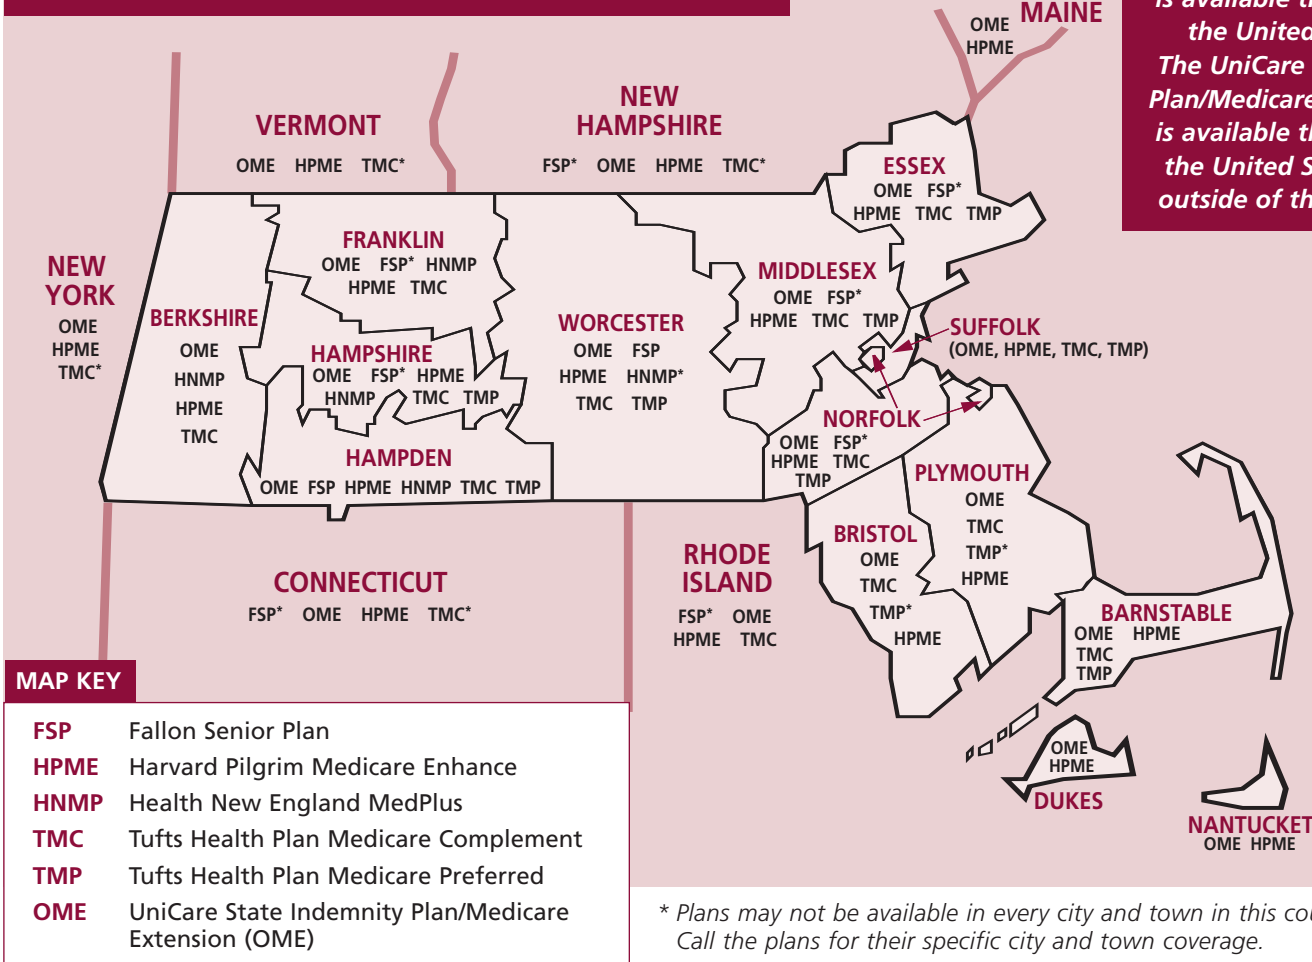 is available th
the United
The UniCare
Plan/Medicare
is available th
the United S
outside of th
MAINE
OME
HPME
VERMONT
OME HPME TMC*
NEW
HAMPSHIRE
FSP* OME HPME TMC*
ESSEX
OME FSP*
HPME TMC TMP
NEW
YORK
OME
HPME
TMC*
BERKSHIRE
OME
HNMP
HPME
TMC
FRANKLIN
OME FSP* HNMP
HPME TMC
HAMPSHIRE
OME FSP* HPME
HNMP TMC TMP
HAMPDEN
OME FSP HPME HNMP TMC TMP
WORCESTER
OME FSP
HPME HNMP*
TMC TMP
MIDDLESEX
OME FSP*
HPME TMC TMP
SUFFOLK
(OME, HPME, TMC, TMP)
NORFOLK
OME FSP*
HPME TMC
TMP
PLYMOUTH
OME
TMC
TMP*
HPME
BRISTOL
OME
TMC
TMP*
HPME
CONNECTICUT
FSP* OME HPME TMC*
RHODE
ISLAND
FSP* OME
HPME TMC
BARNSTABLE
OME HPME
TMC
TMP
OME
HPME
DUKES
NANTUCKET
OME HPME
MAP KEY
FSP Fallon Senior Plan
HPME Harvard Pilgrim Medicare Enhance
HNMP Health New England MedPlus
TMC Tufts Health Plan Medicare Complement
TMP Tufts Health Plan Medicare Preferred
OME UniCare State Indemnity Plan/Medicare
Extension (OME)
* Plans may not be available in every city and town in this cou
Call the plans for their specific city and town coverage.